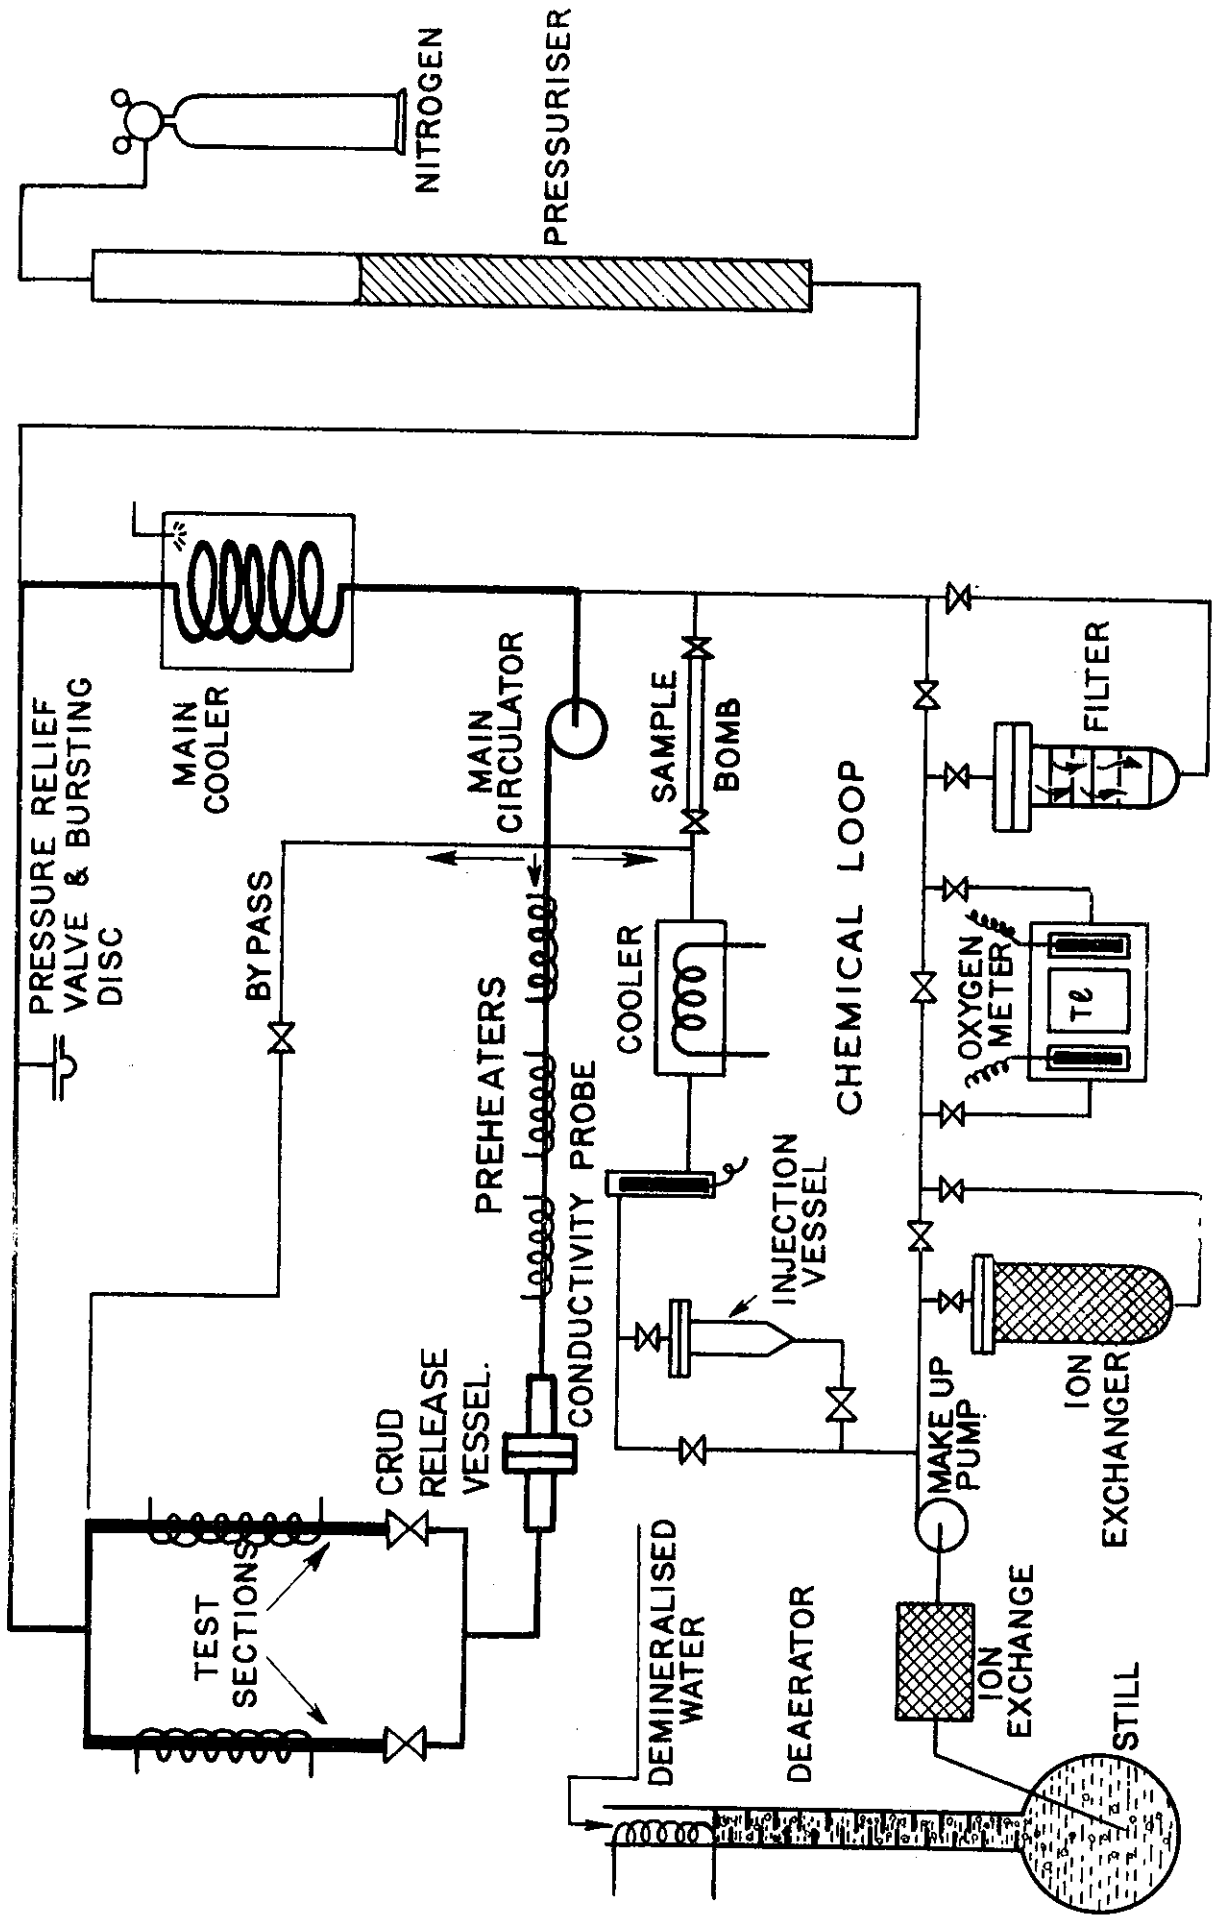 NITROGEN
PRESSURISER
PRESSURE RELIEF
VALVE & BURSTING
DISC
MAIN
COOLER
BYPASS
MAIN
CIRCULATOR
SAMPLE
BOMB
PREHEATERS
COOLER
CHEMICAL LOOP
FILTER
OXYGEN
METER
Tl
CONDUCTIVITY PROBE
INJECTION
VESSEL
CRUD
RELEASE
VESSEL.
TEST
SECTIONS
MAKE UP
PUMP
ION
EXCHANGER
DEMINERALISED
WATER
DEAERATOR
ION
EXCHANGE
STILL